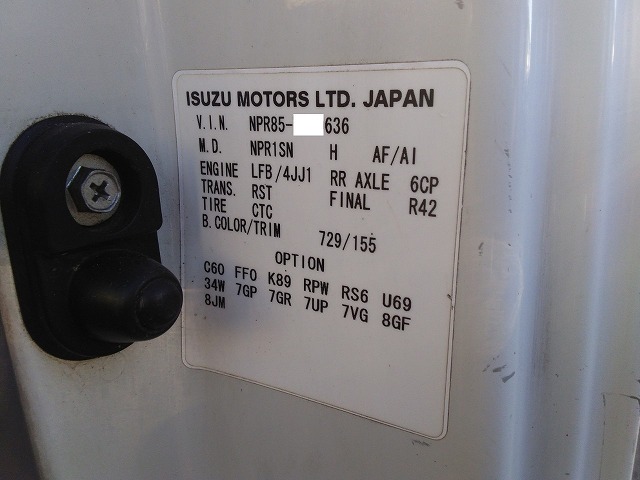 ISUZU MOTORS LTD. JAPAN
V.I.N. NPR85- 636
M.D. NPR1SN H AF/AI
ENGINE LFB/4JJ1 RR AXLE 6CP
TRANS. RST FINAL R42
TIRE CTC
B.COLOR/TRIM 729/155
OPTION
C60 FFO K89 RPW RS6 U69
34W 7GP 7GR 7UP 7VG 8GF
8JM